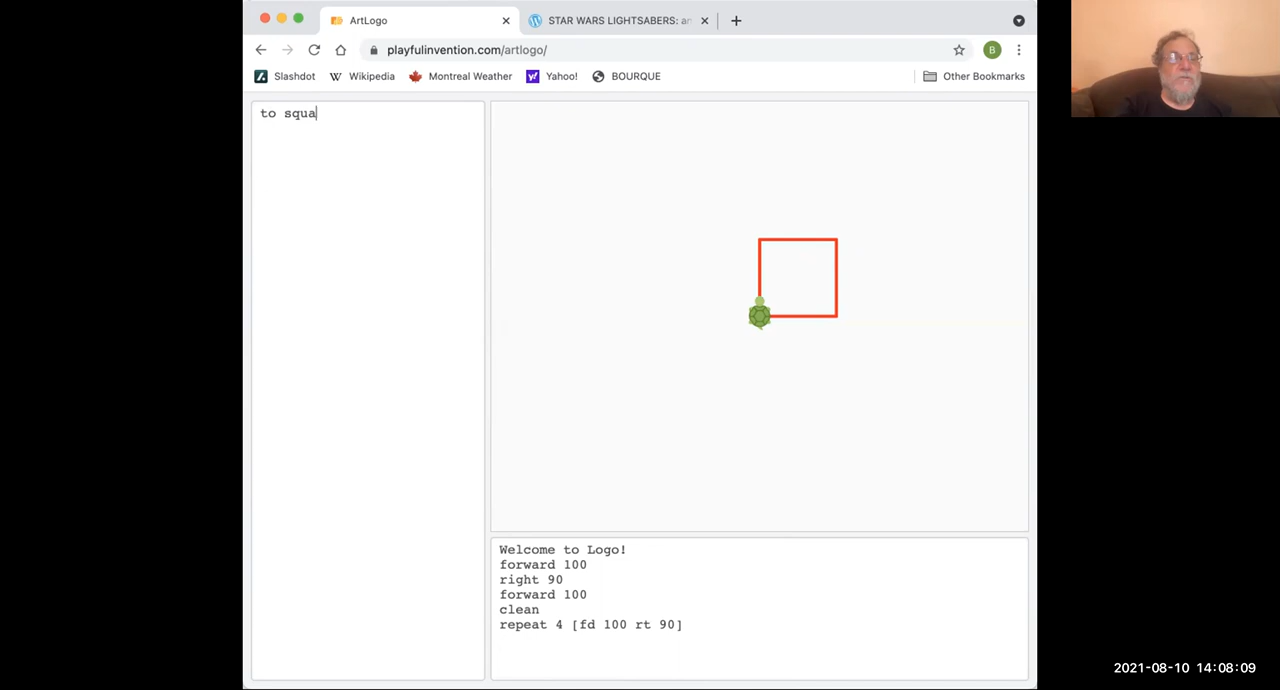 ArtLogo
STAR WARS LIGHTSABERS: an
playfulinvention.com/artlogo/
B
Slashdot
Wikipedia
Montreal Weather
Yahoo!
BOURQUE
Other Bookmarks
to squa
Welcome to Logo!
forward 100
right 90
forward 100
clean
repeat 4 [fd 100 rt 90]
2021-08-10 14:08:09